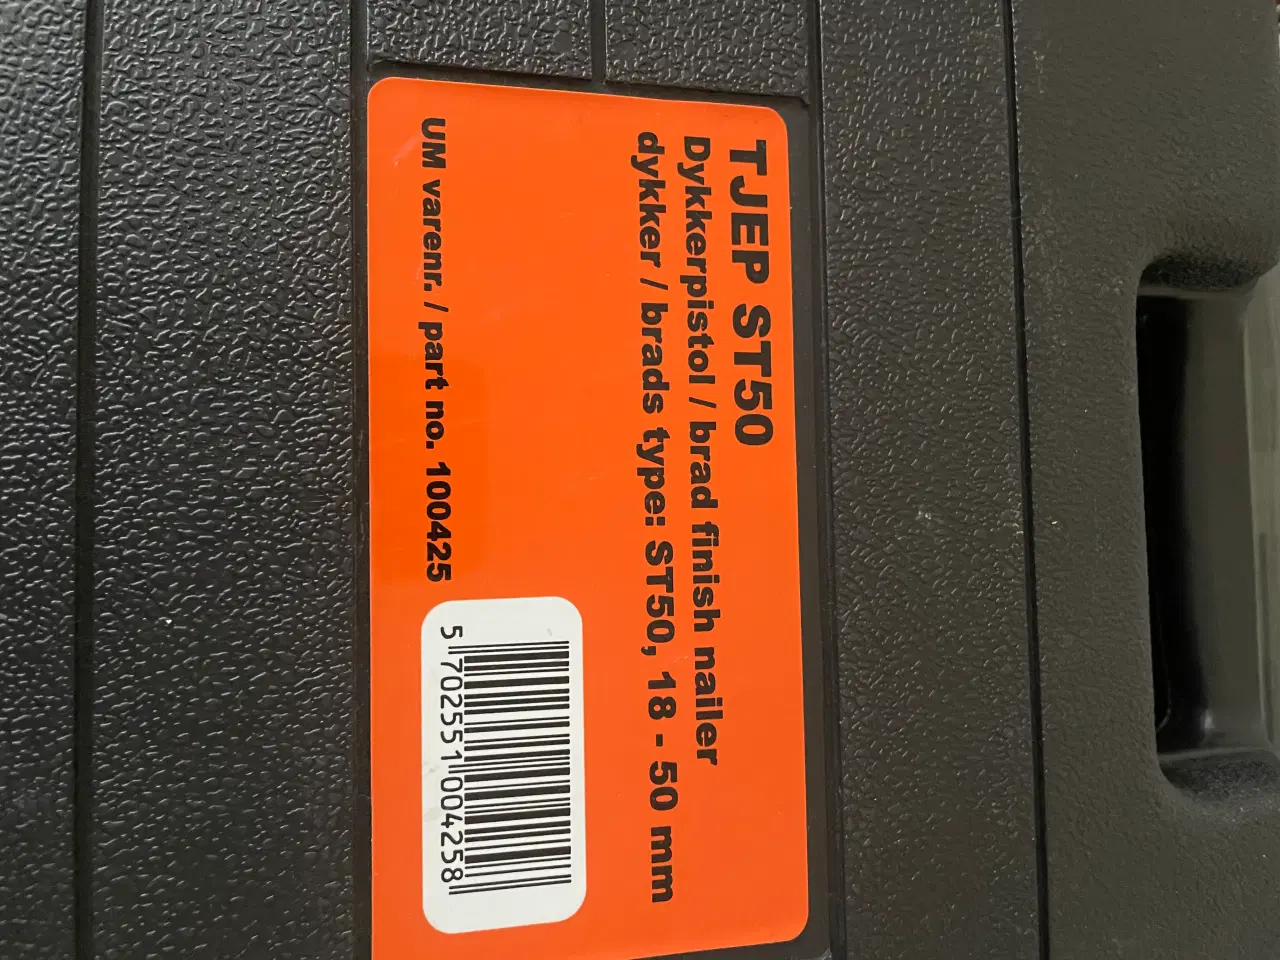 TJEP ST50
Dykkerpistol / brad finish nailer
dykker / brads type: ST50, 18 - 50 mm
UM varenr. / part no. 100425
5 702551 004258